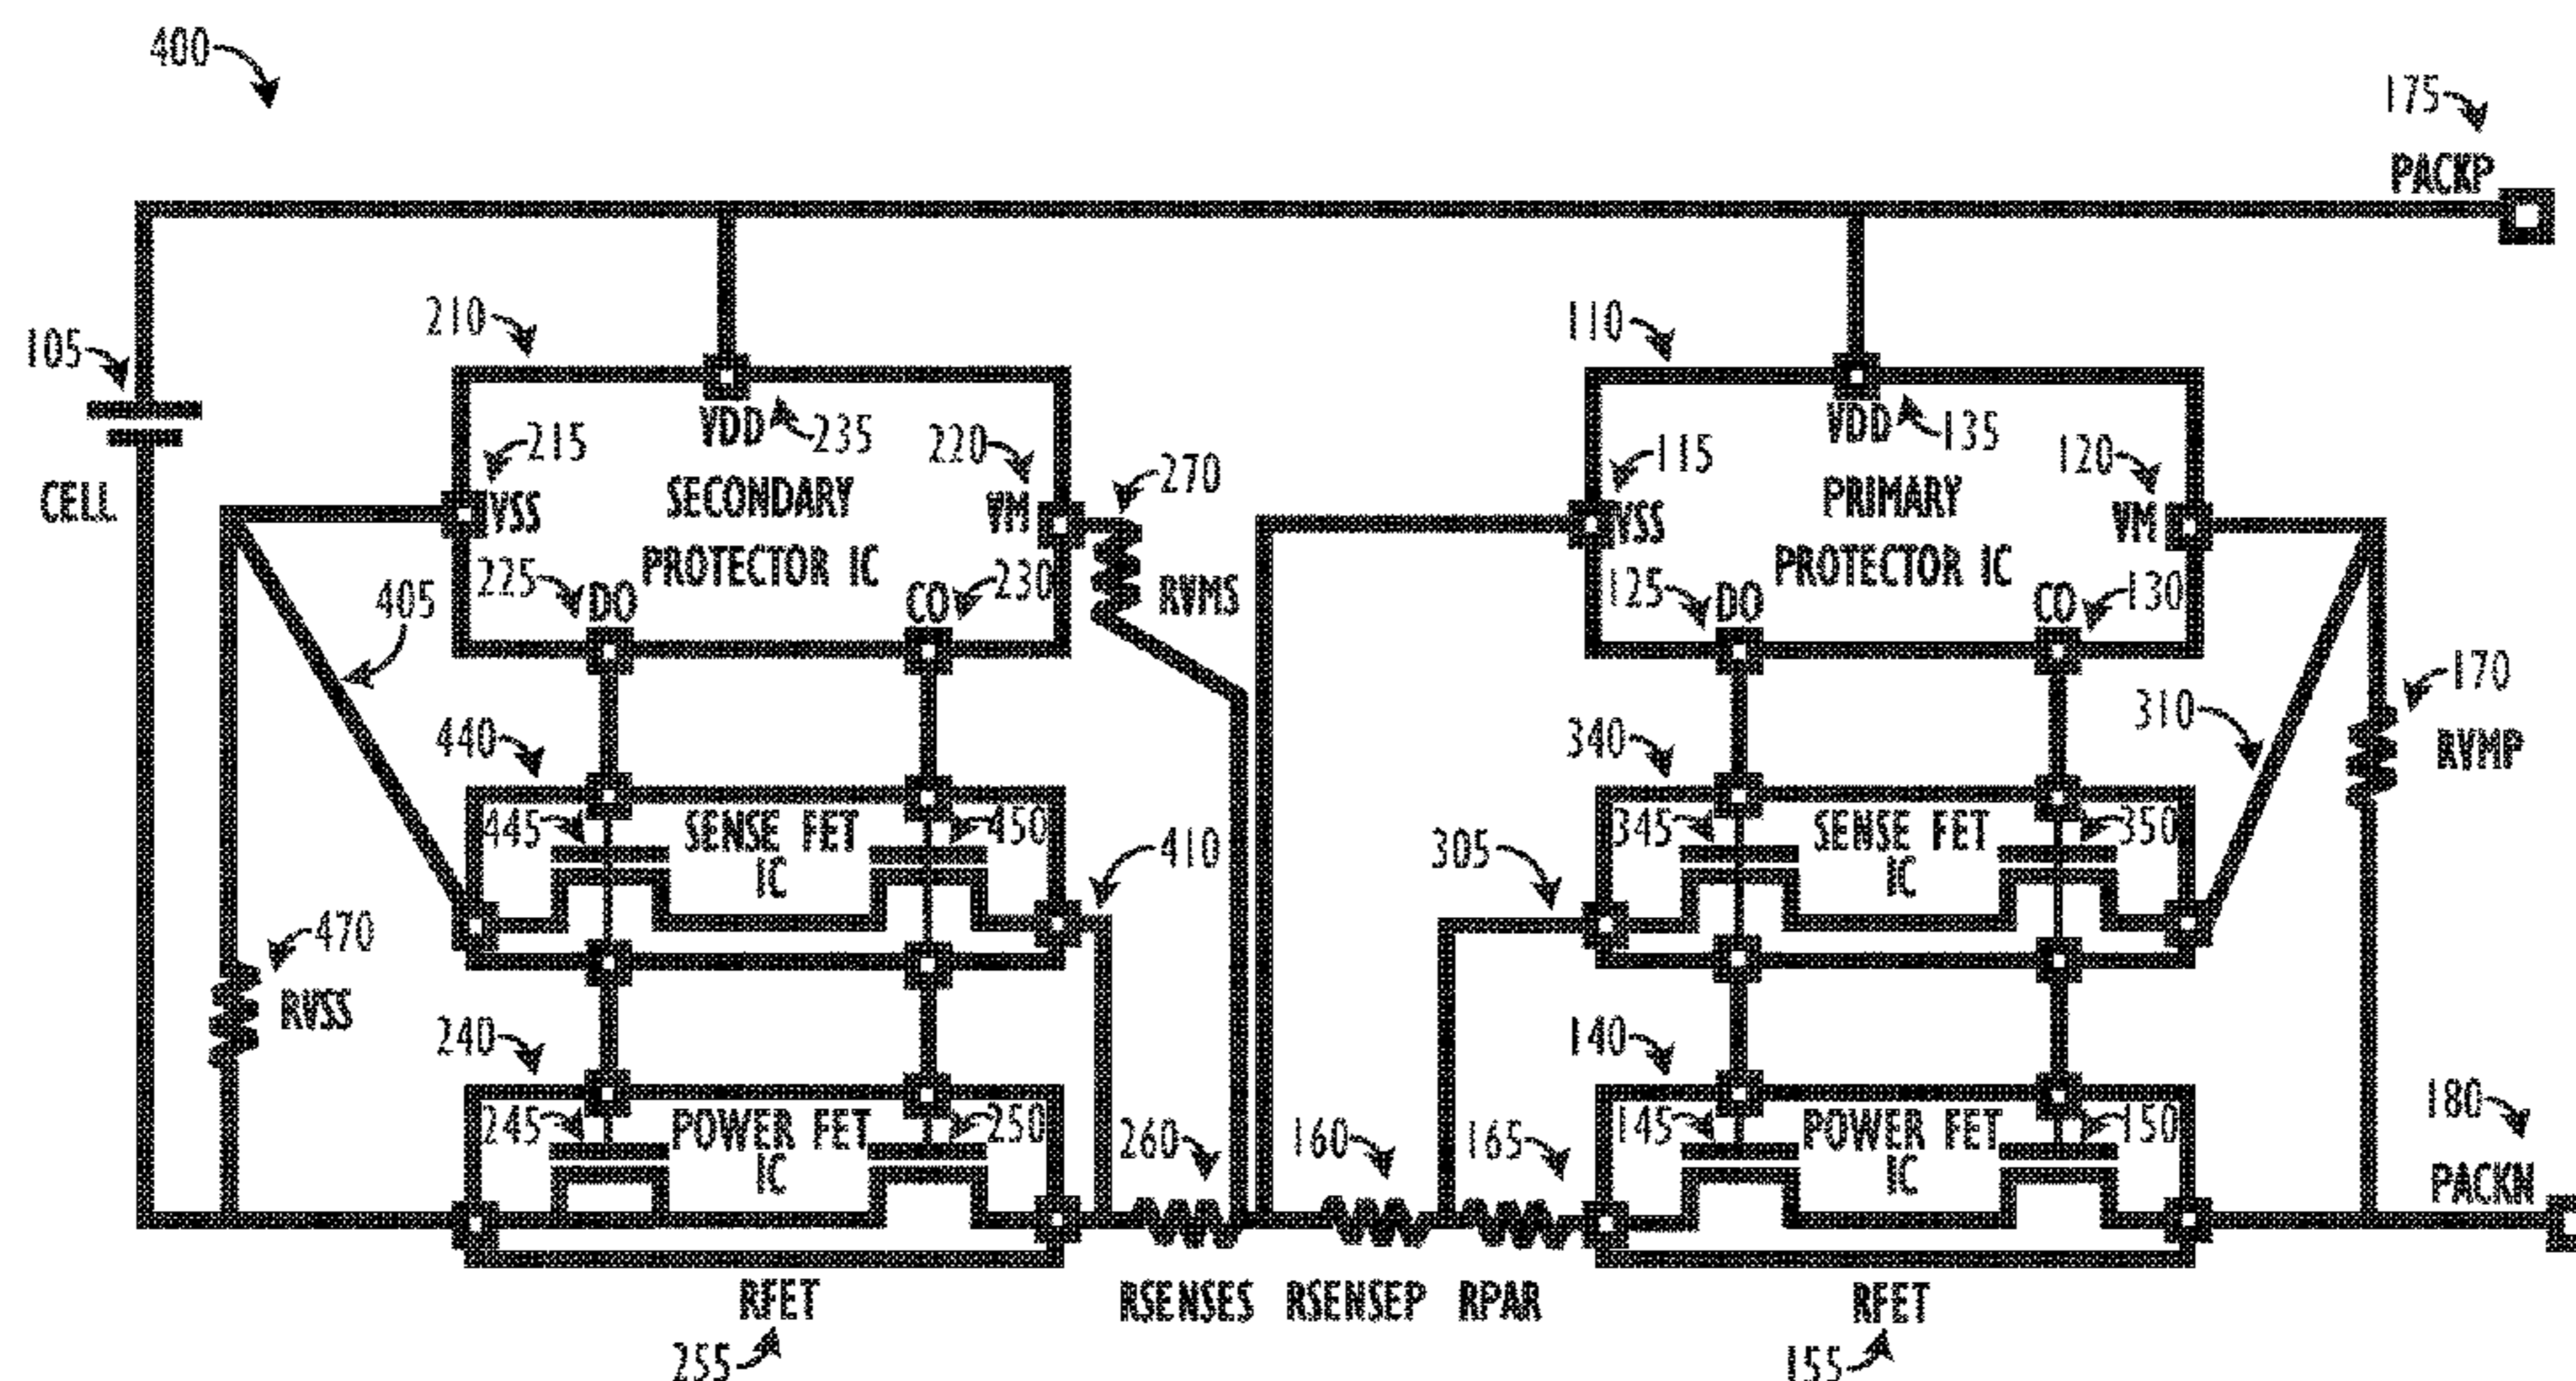 400
175
PACKP
210
110
105
VDD
235
VDD
135
215
220
270
115
120
CELL
VSS
SECONDARY
VM
VSS
PRIMARY
VM
PROTECTOR IC
RVMS
PROTECTOR IC
225
DO
CO
230
125
DO
CO
130
405
440
340
310
170
RVMP
445
SENSE FET
IC
450
410
305
345
SENSE FET
IC
350
470
RVSS
240
140
180
PACKN
245
POWER FET
IC
250
260
160
165
145
POWER FET
IC
150
RFET
RSENSES
RSENSEP
RPAR
RFET
255
155